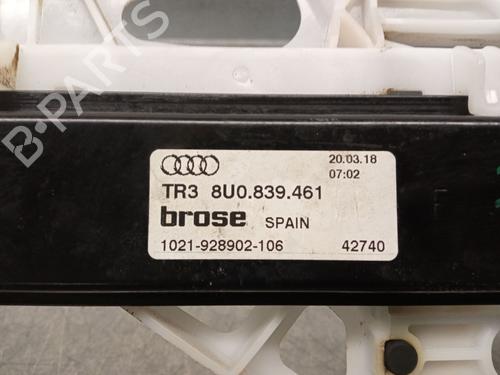 B-PARTS
20.03.18
07:02
TR3 8U0.839.461
brose SPAIN
1021-928902-106 42740